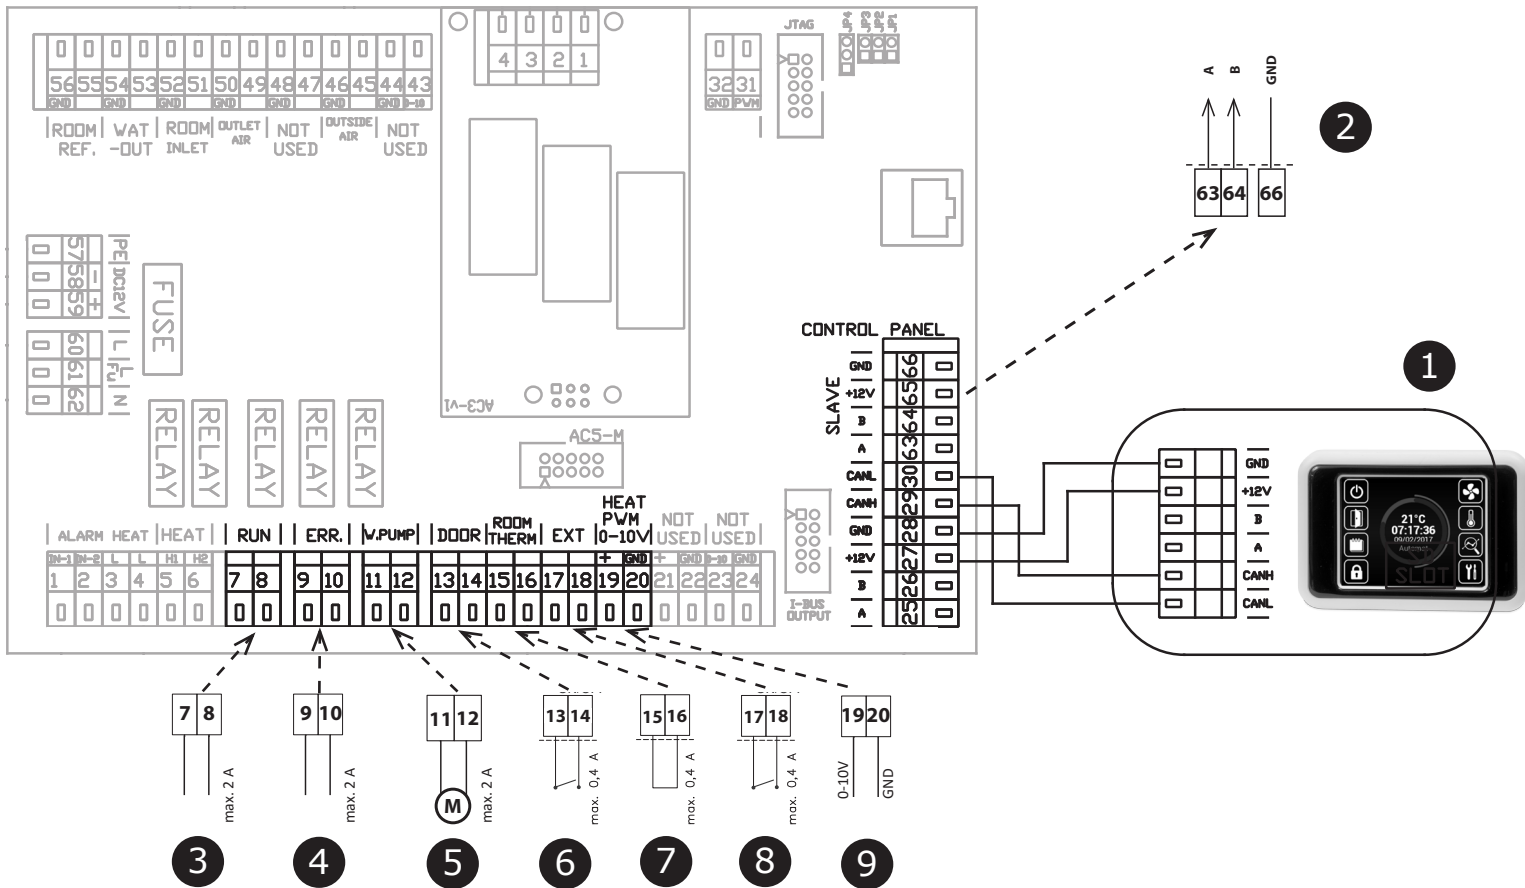 4 3 2 1
JTAG
JP4 JP3 JP2 JP1
56 55 54 53 52 51 50 49 48 47 46 45 44 43
GND GND GND GND GND GND GND 0-10
ROOM REF.
WAT -OUT
ROOM INLET
OUTLET AIR
NOT USED
OUTSIDE AIR
NOT USED
32 31
GND PWM
A B GND
63 64 66
2
57 58 59
PE - + DC12V
60 61 62
L L Fu N
FUSE
RELAY RELAY RELAY RELAY RELAY
AC3-v1
AC5-M
CONTROL PANEL
SLAVE
GND 66
+12V 65
B 64
A 63
CANL 30
CANH 29
GND 28
+12V 27
B 26
A 25
1
GND
+12V
B
A
CANH
CANL
21°C
07:17:36
09/02/2017
Automat
SLOT
I-BUS OUTPUT
ALARM HEAT HEAT RUN ERR. W.PUMP DOOR
ROOM THERM
EXT
HEAT PWM 0-10V
NOT USED
NOT USED
IN-1 IN-2 L L H1 H2 + GND + GND 0-10 GND
1 2 3 4 5 6 7 8 9 10 11 12 13 14 15 16 17 18 19 20 21 22 23 24
7 8
max. 2 A
3
9 10
max. 2 A
4
11 12
M
max. 2 A
5
13 14
max. 0,4 A
6
15 16
max. 0,4 A
7
17 18
max. 0,4 A
8
19 20
0-10V
GND
9